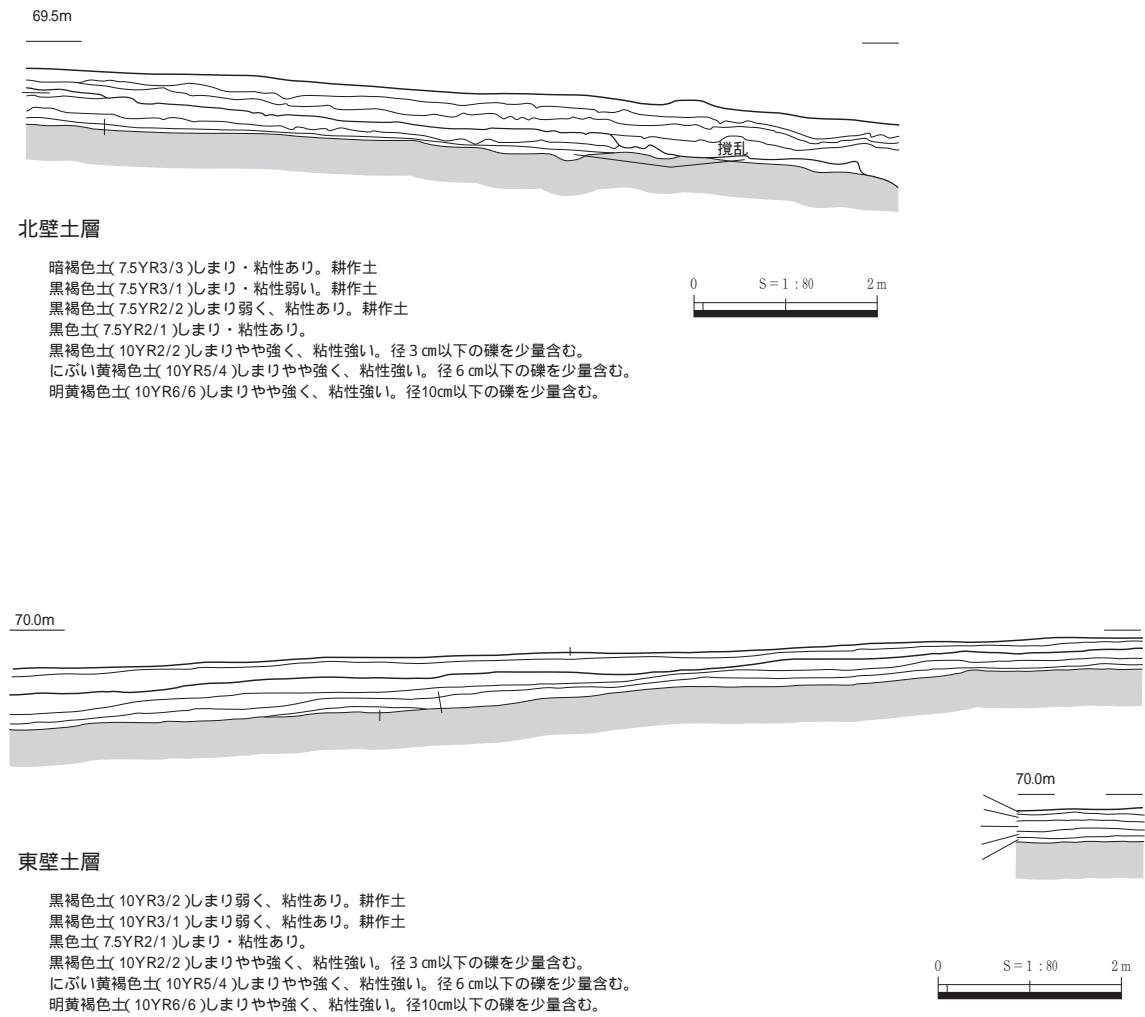 69.5m
撹乱
北壁土層
暗褐色土(7.5YR3/3)しまり・粘性あり。耕作土
黒褐色土(7.5YR3/1)しまり・粘性弱い。耕作土
黒褐色土(7.5YR2/2)しまり弱く、粘性あり。耕作土
黒色土(7.5YR2/1)しまり・粘性あり。
黒褐色土(10YR2/2)しまりやや強く、粘性強い。径3㎝以下の礫を少量含む。
にぶい黄褐色土(10YR5/4)しまりやや強く、粘性強い。径6㎝以下の礫を少量含む。
明黄褐色土(10YR6/6)しまりやや強く、粘性強い。径10㎝以下の礫を少量含む。
0 S=1:80 2m
70.0m
70.0m
東壁土層
黒褐色土(10YR3/2)しまり弱く、粘性あり。耕作土
黒褐色土(10YR3/1)しまり弱く、粘性あり。耕作土
黒色土(7.5YR2/1)しまり・粘性あり。
黒褐色土(10YR2/2)しまりやや強く、粘性強い。径3㎝以下の礫を少量含む。
にぶい黄褐色土(10YR5/4)しまりやや強く、粘性強い。径6㎝以下の礫を少量含む。
明黄褐色土(10YR6/6)しまりやや強く、粘性強い。径10㎝以下の礫を少量含む。
0 S=1:80 2m